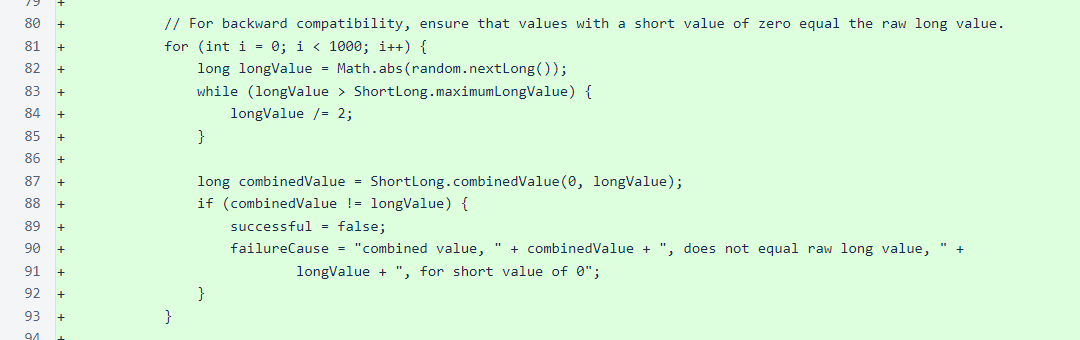 79 +
80 + // For backward compatibility, ensure that values with a short value of zero equal the raw long value.
81 + for (int i = 0; i < 1000; i++) {
82 + long longValue = Math.abs(random.nextLong());
83 + while (longValue > ShortLong.maximumLongValue) {
84 + longValue /= 2;
85 + }
86 +
87 + long combinedValue = ShortLong.combinedValue(0, longValue);
88 + if (combinedValue != longValue) {
89 + successful = false;
90 + failureCause = "combined value, " + combinedValue + ", does not equal raw long value, " +
91 + longValue + ", for short value of 0";
92 + }
93 + }
94 +